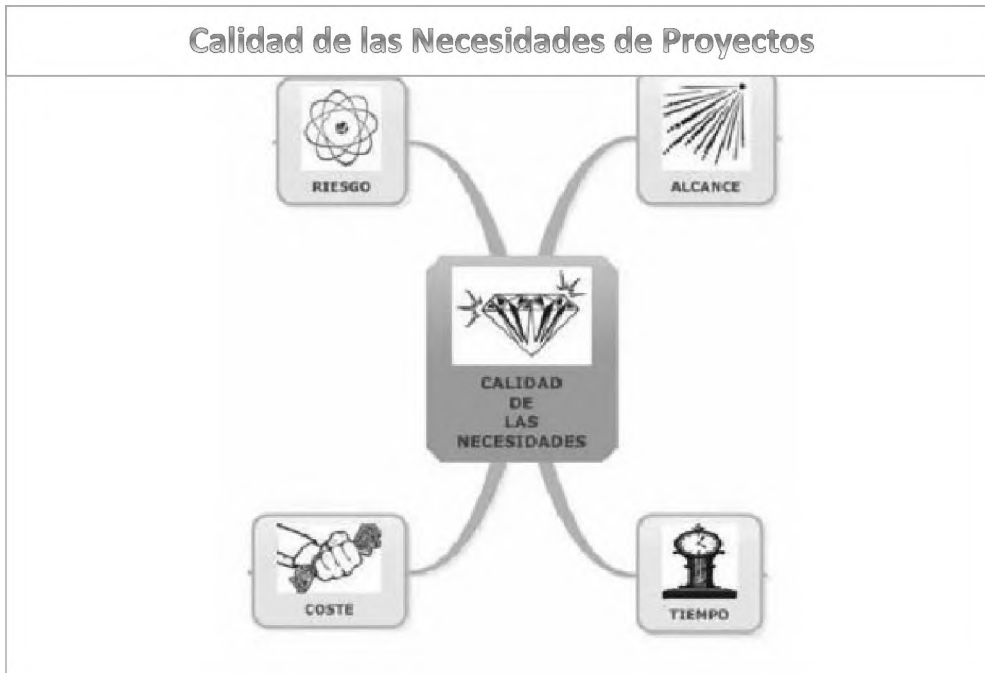 Calidad de las Necesidades de Proyectos
RIESGO
ALCANCE
CALIDAD
DE
LAS
NECESIDADES
COSTE
TIEMPO